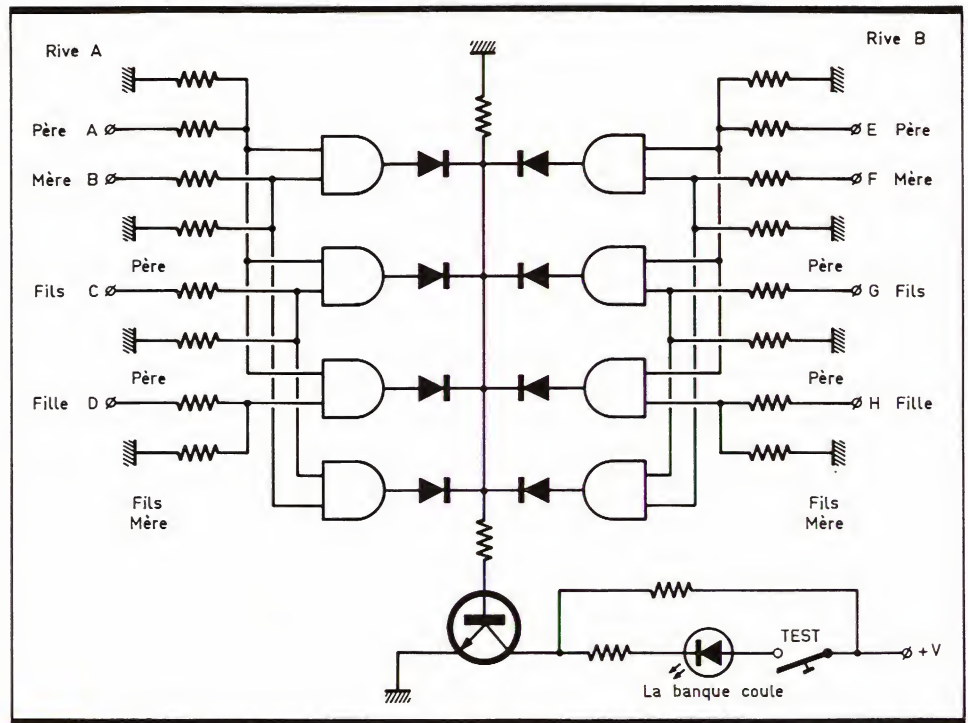 Rive A
Rive B
Père A
E Père
Mère B
F Mère
Père
Père
Fils C
G Fils
Père
Père
Fille D
H Fille
Fils
Mère
Fils
Mère
TEST
+V
La banque coule